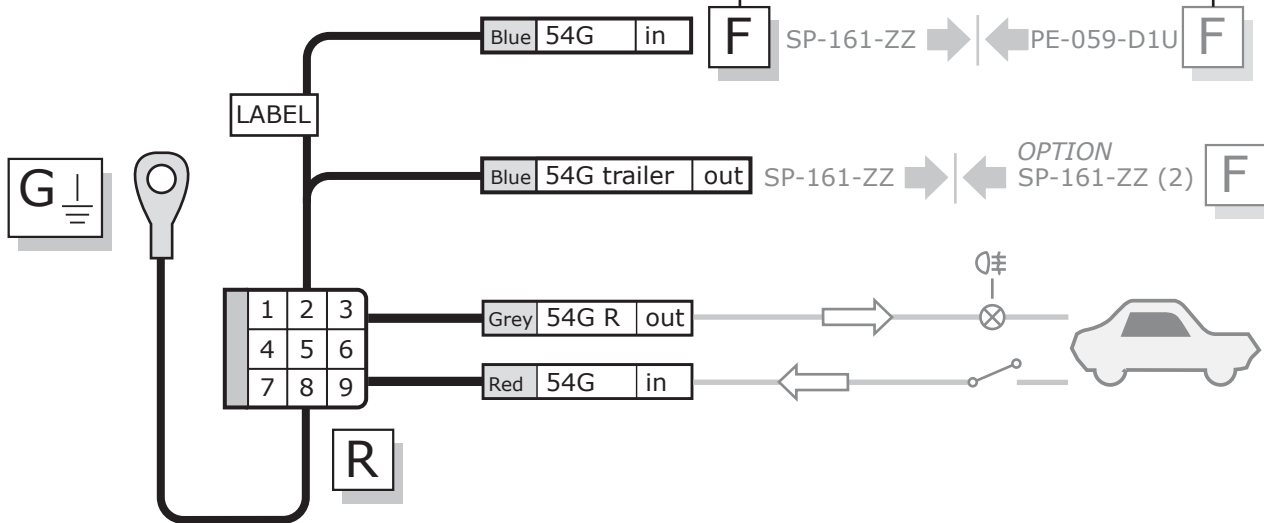 Blue 54G in F SP-161-ZZ PE-059-D1U F
LABEL
OPTION
G Blue 54G trailer out SP-161-ZZ SP-161-ZZ (2) F
1 2 3 Grey 54G R out
4 5 6
7 8 9 Red 54G in
R